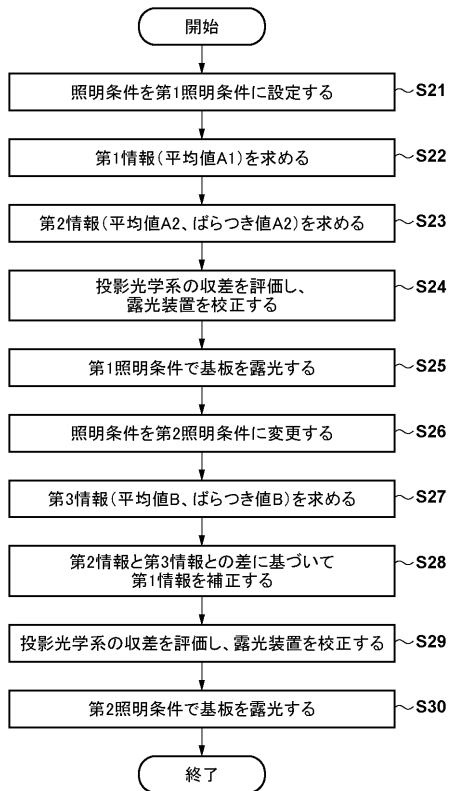 開始
照明条件を第1照明条件に設定する
S21
第1情報(平均値A1)を求める
S22
第2情報(平均値A2、ばらつき値A2)を求める
S23
投影光学系の収差を評価し、
露光装置を校正する
S24
第1照明条件で基板を露光する
S25
照明条件を第2照明条件に変更する
S26
第3情報(平均値B、ばらつき値B)を求める
S27
第2情報と第3情報との差に基づいて
第1情報を補正する
S28
投影光学系の収差を評価し、露光装置を校正する
S29
第2照明条件で基板を露光する
S30
終了